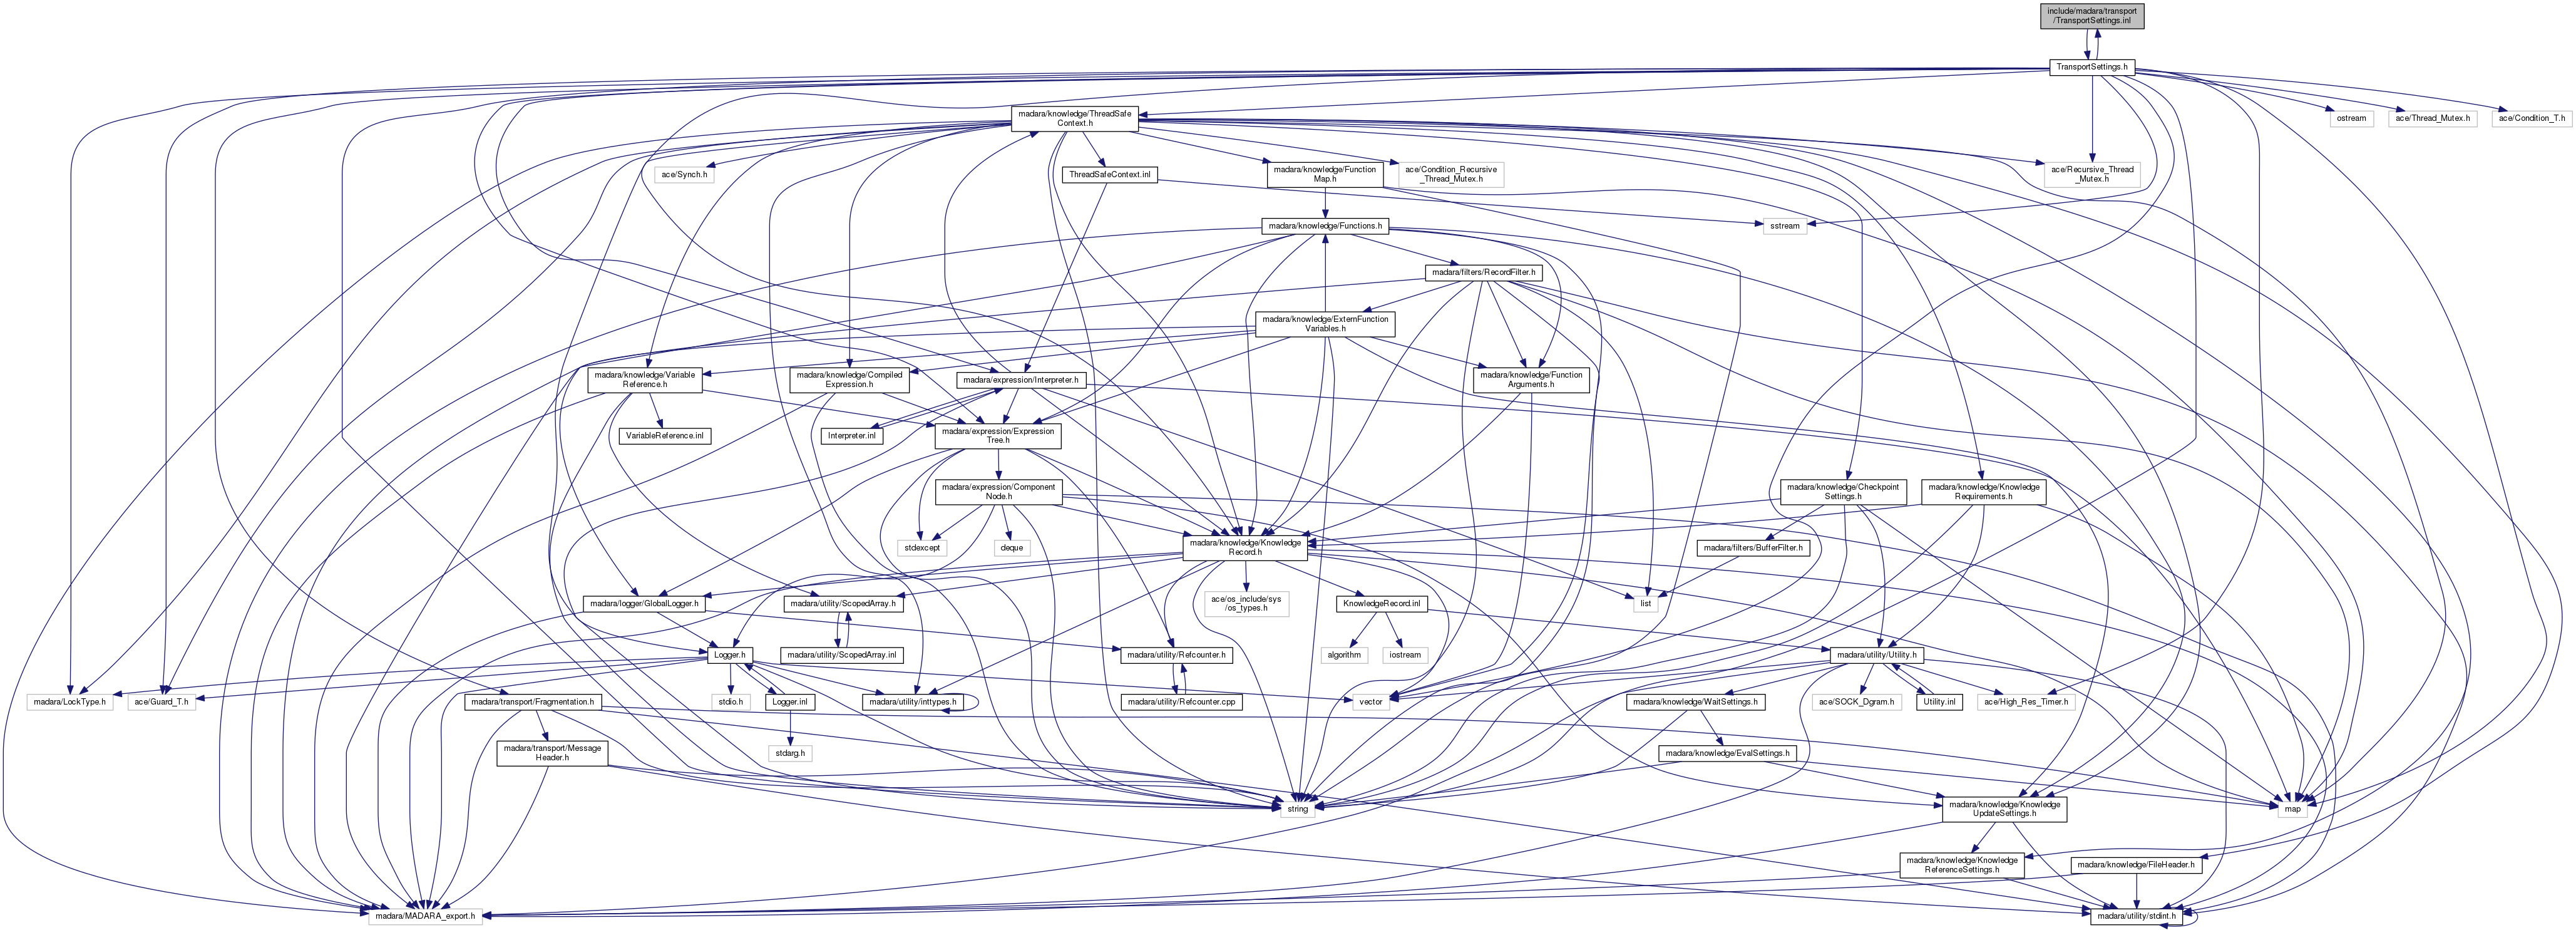 include/madara/transport
/TransportSettings.inl
TransportSettings.h
madara/knowledge/ThreadSafe
Context.h
ostream
ace/Thread_Mutex.h
ace/Condition_T.h
ace/Synch.h
ThreadSafeContext.inl
madara/knowledge/Function
Map.h
ace/Condition_Recursive
_Thread_Mutex.h
ace/Recursive_Thread
_Mutex.h
madara/knowledge/Functions.h
sstream
madara/filters/RecordFilter.h
madara/knowledge/ExternFunction
Variables.h
madara/knowledge/Variable
Reference.h
madara/knowledge/Compiled
Expression.h
madara/expression/Interpreter.h
madara/knowledge/Function
Arguments.h
VariableReference.inl
Interpreter.inl
madara/expression/Expression
Tree.h
madara/expression/Component
Node.h
madara/knowledge/Checkpoint
Settings.h
madara/knowledge/Knowledge
Requirements.h
stdexcept
deque
madara/knowledge/Knowledge
Record.h
madara/filters/BufferFilter.h
madara/logger/GlobalLogger.h
madara/utility/ScopedArray.h
ace/os_include/sys
/os_types.h
KnowledgeRecord.inl
list
Logger.h
madara/utility/ScopedArray.inl
madara/utility/Refcounter.h
algorithm
iostream
madara/utility/Utility.h
madara/LockType.h
ace/Guard_T.h
madara/transport/Fragmentation.h
stdio.h
Logger.inl
madara/utility/inttypes.h
madara/utility/Refcounter.cpp
vector
madara/knowledge/WaitSettings.h
ace/SOCK_Dgram.h
Utility.inl
ace/High_Res_Timer.h
madara/transport/Message
Header.h
stdarg.h
madara/knowledge/EvalSettings.h
string
madara/knowledge/Knowledge
UpdateSettings.h
map
madara/knowledge/Knowledge
ReferenceSettings.h
madara/knowledge/FileHeader.h
madara/MADARA_export.h
madara/utility/stdint.h